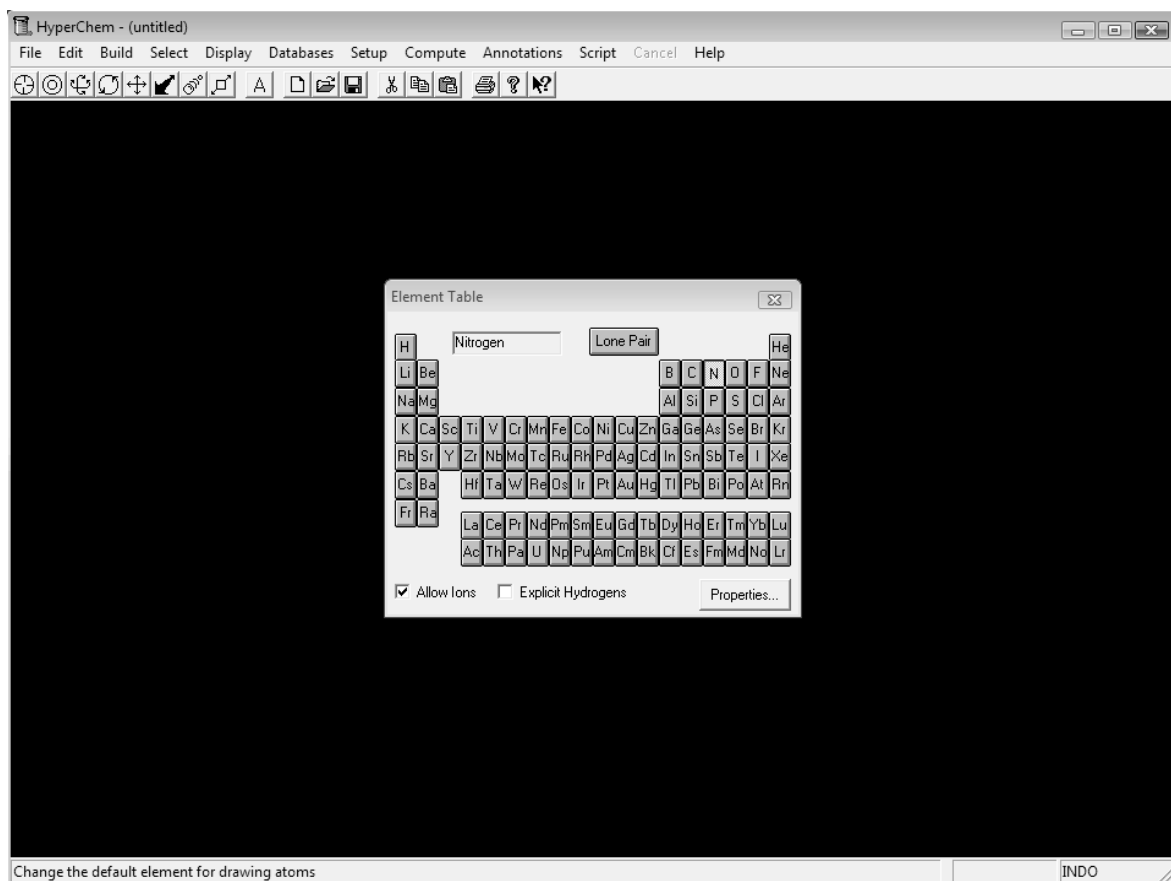 HyperChem - (untitled)
File Edit Build Select Display Databases Setup Compute Annotations Script Cancel Help
A
Element Table
Nitrogen Lone Pair
H He
Li Be B C N O F Ne
Na Mg Al Si P S Cl Ar
K Ca Sc Ti V Cr Mn Fe Co Ni Cu Zn Ga Ge As Se Br Kr
Rb Sr Y Zr Nb Mo Tc Ru Rh Pd Ag Cd In Sn Sb Te I Xe
Cs Ba Hf Ta W Re Os Ir Pt Au Hg Tl Pb Bi Po At Rn
Fr Ra
La Ce Pr Nd Pm Sm Eu Gd Tb Dy Ho Er Tm Yb Lu
Ac Th Pa U Np Pu Am Cm Bk Cf Es Fm Md No Lr
Allow Ions Explicit Hydrogens Properties...
Change the default element for drawing atoms INDO